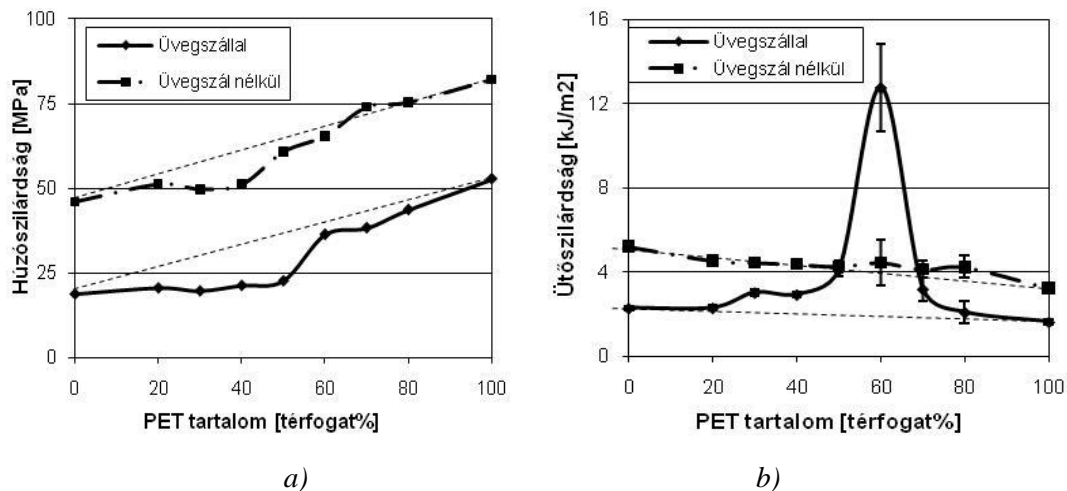 Húzószilárdság [MPa]
100
75
50
25
0
Üvegszállal
Üvegszál nélkül
0 20 40 60 80 100
PET tartalom [térfogat%]
a)
Ütőszilárdság [kJ/m2]
16
12
8
4
0
Üvegszállal
Üvegszál nélkül
0 20 40 60 80 100
PET tartalom [térfogat%]
b)